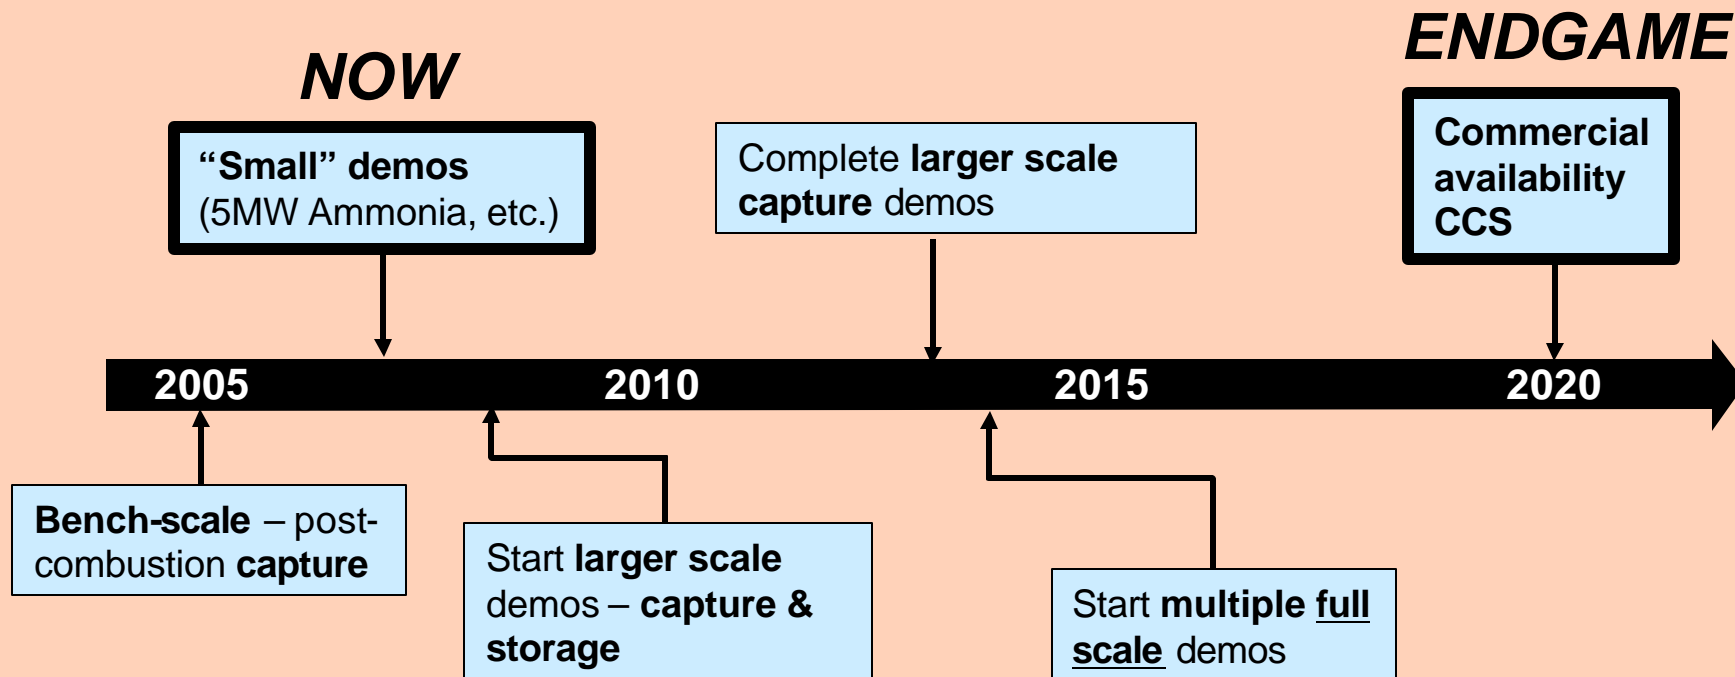 NOW
ENDGAME
“Small” demos
(5MW Ammonia, etc.)
Complete larger scale
capture demos
Commercial
availability
CCS
2005
2010
2015
2020
Bench-scale – post-
combustion capture
Start larger scale
demos – capture &
storage
Start multiple full
scale demos